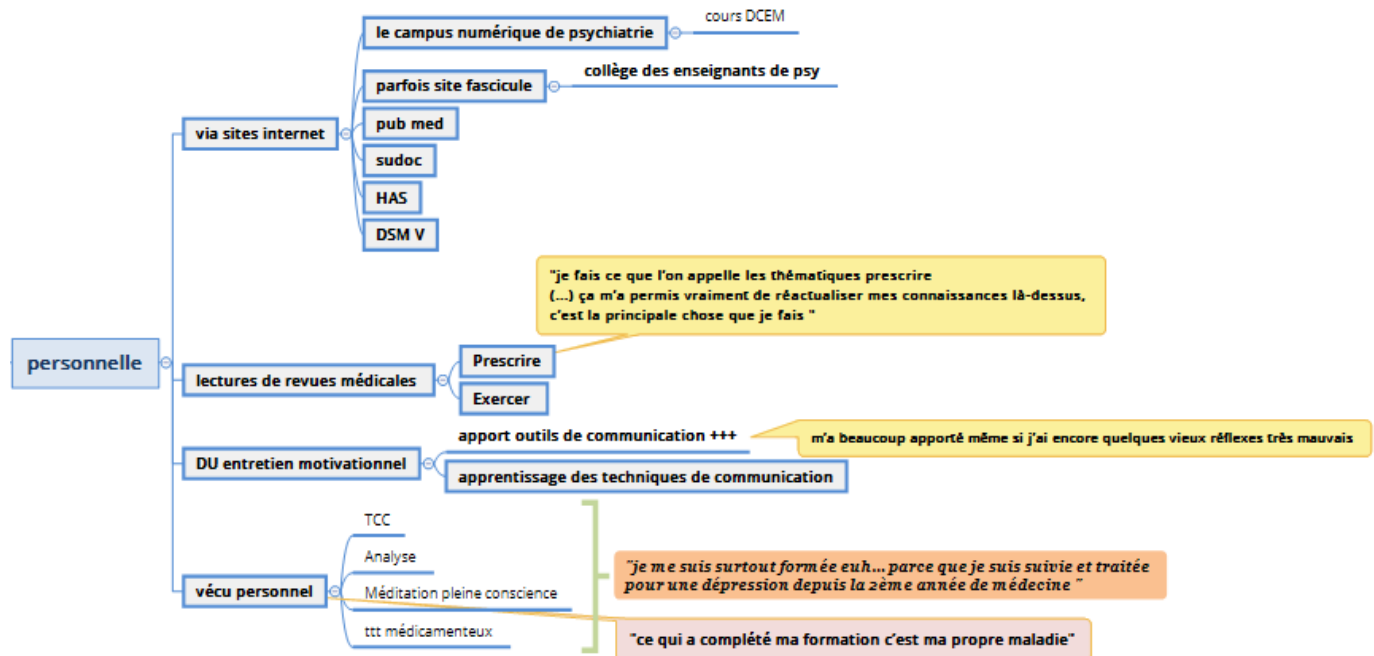 cours DCEM
le campus numérique de psychiatrie
collège des enseignants de psy
parfois site fascicule
pub med
via sites internet
sudoc
HAS
DSM V
"je fais ce que l'on appelle les thématiques prescrire
(...) ça m'a permis vraiment de réactualiser mes connaissances là-dessus,
c'est la principale chose que je fais "
personnelle
Prescrire
lectures de revues médicales
Exercer
apport outils de communication +++
m'a beaucoup apporté même si j'ai encore quelques vieux réflexes très mauvais
DU entretien motivationnel
apprentissage des techniques de communication
TCC
Analyse
vécu personnel
Méditation pleine conscience
ttt médicamenteux
"je me suis surtout formée euh... parce que je suis suivie et traitée
pour une dépression depuis la 2ème année de médecine "
"ce qui a complété ma formation c'est ma propre maladie"